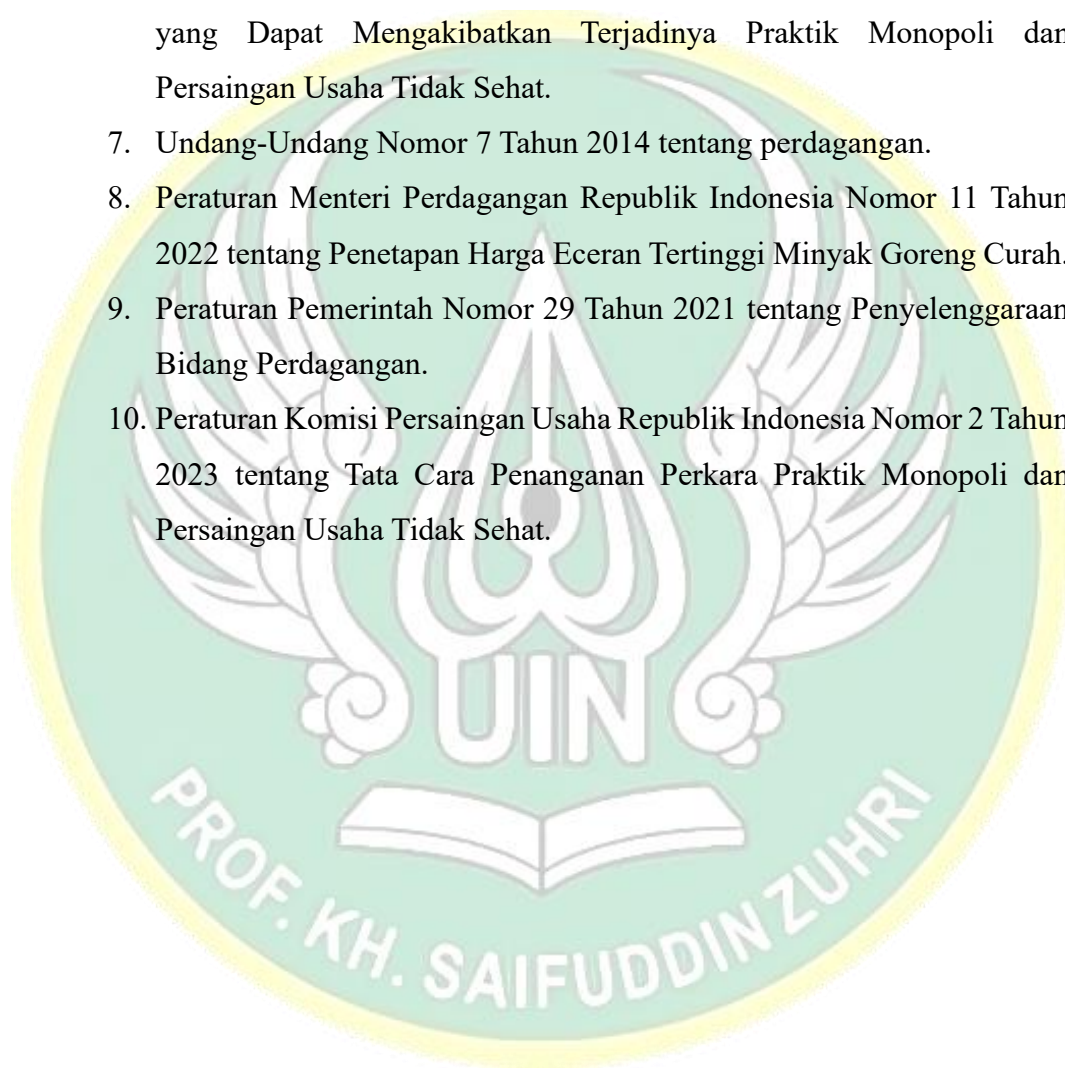 yang Dapat Mengakibatkan Terjadinya Praktik Monopoli dan
Persaingan Usaha Tidak Sehat.
7. Undang-Undang Nomor 7 Tahun 2014 tentang perdagangan.
8. Peraturan Menteri Perdagangan Republik Indonesia Nomor 11 Tahun
2022 tentang Penetapan Harga Eceran Tertinggi Minyak Goreng Curah.
9. Peraturan Pemerintah Nomor 29 Tahun 2021 tentang Penyelenggaraan
Bidang Perdagangan.
10. Peraturan Komisi Persaingan Usaha Republik Indonesia Nomor 2 Tahun
2023 tentang Tata Cara Penanganan Perkara Praktik Monopoli dan
Persaingan Usaha Tidak Sehat.
UIN
PROF. KH. SAIFUDDIN ZUHRI